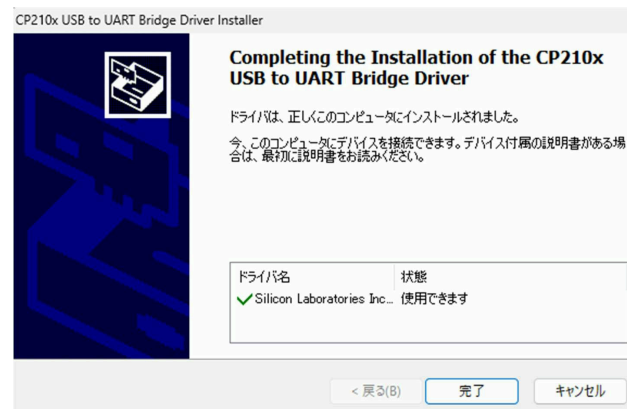 CP210x USB to UART Bridge Driver Installer
Completing the Installation of the CP210x
USB to UART Bridge Driver
ドライバは、正しくこのコンピュータにインストールされました。
今、このコンピュータにデバイスを接続できます。デバイス付属の説明書がある場
合は、最初に説明書をお読みください。
ドライバ名 状態
Silicon Laboratories Inc... 使用できます
< 戻る(B) 完了 キャンセル